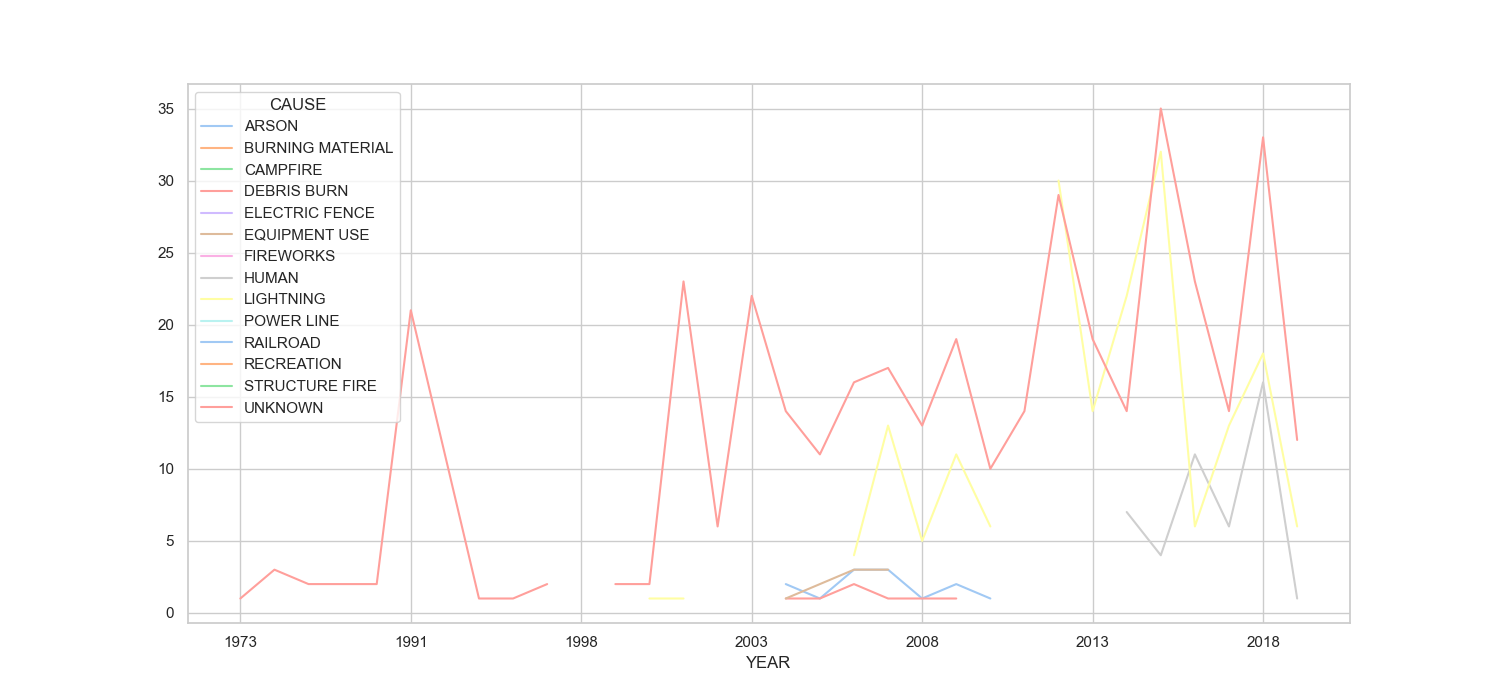 CAUSE
ARSON
BURNING MATERIAL
CAMPFIRE
DEBRIS BURN
ELECTRIC FENCE
EQUIPMENT USE
FIREWORKS
HUMAN
LIGHTNING
POWER LINE
RAILROAD
RECREATION
STRUCTURE FIRE
UNKNOWN
35
30
25
20
15
10
5
0
1973 1991 1998 2003 2008 2013 2018
YEAR